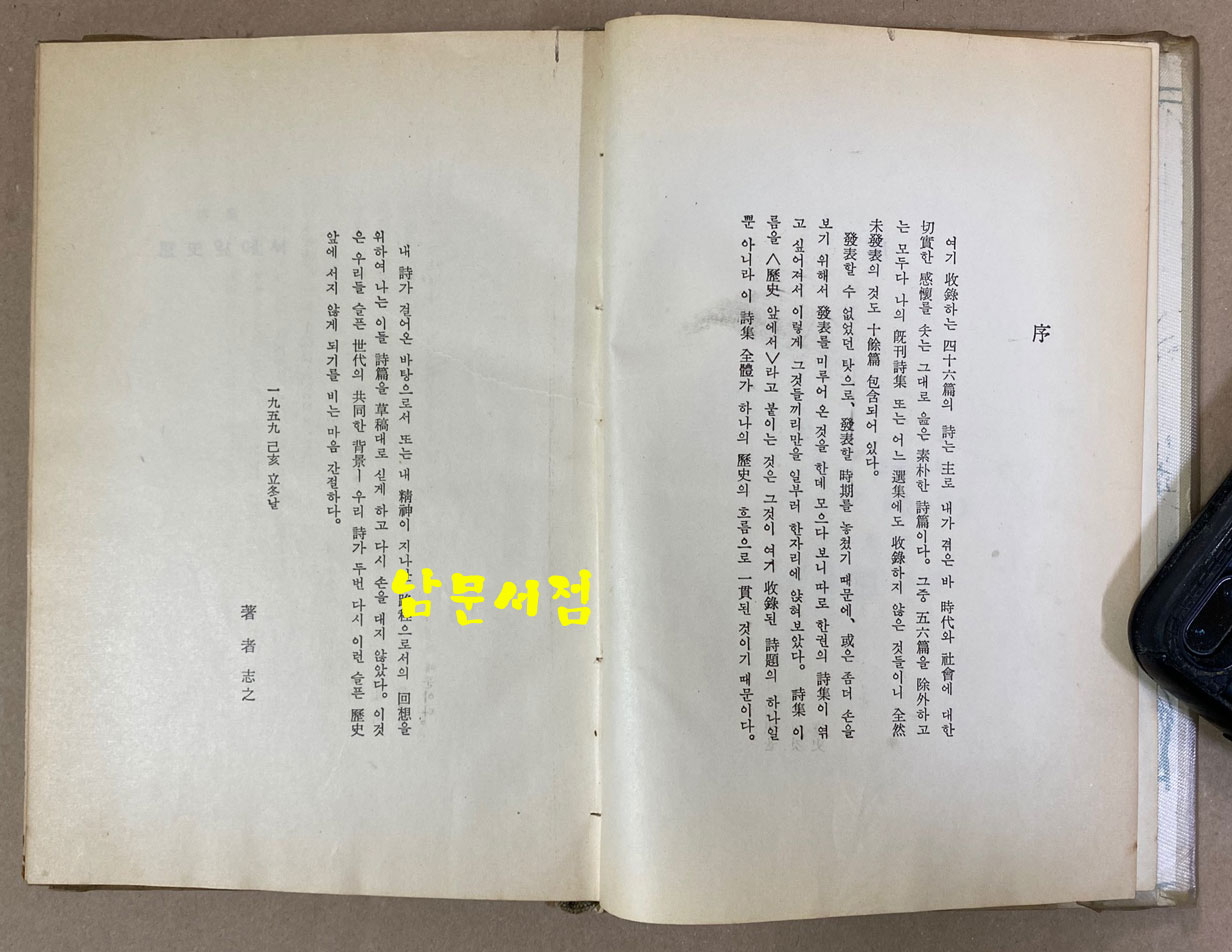 序
여기 收錄하는 四十六篇의 詩는 主로 내가 겪은 바 時代와 社會에 대한
切實한 感懷를 솟는 그대로 읊은 素朴한 詩篇이다。 그중 五六篇을 除外하고
는 모두다 나의 旣刊詩集 또는 어느 選集에도 收錄하지 않은 것들이니 全然
未發表의 것도 十餘篇 包含되어 있다。
發表할 수 없었던 탓으로、 發表할 時期를 놓쳤기 때문에、 或은 좀더 손을
보기 위해서 發表를 미루어 온 것을 한데 모으다 보니 따로 한권의 詩集이 엮
고 싶어져서 이렇게 그것들끼리만을 일부러 한자리에 앉혀보았다。 詩集 이
름을 〈歷史 앞에서〉라고 붙이는 것은 그것이 여기 收錄된 詩題의 하나일
뿐 아니라 이 詩集 全體가 하나의 歷史의 흐름으로 一貫된 것이기 때문이다。
내 詩가 걸어온 바탕으로서 또는 내 精神이 지나 으로서의 回想을
위하여 나는 이들 詩篇을 草稿대로 싣게 하고 다시 손을 대지 않았다。 이것
은 우리들 슬픈 世代의 共同한 背景ㅡ 우리 詩가 두번 다시 이런 슬픈 歷史
앞에 서지 않게 되기를 비는 마음 간절하다。
一九五九 己亥 立冬날
著者 志之
남문서점